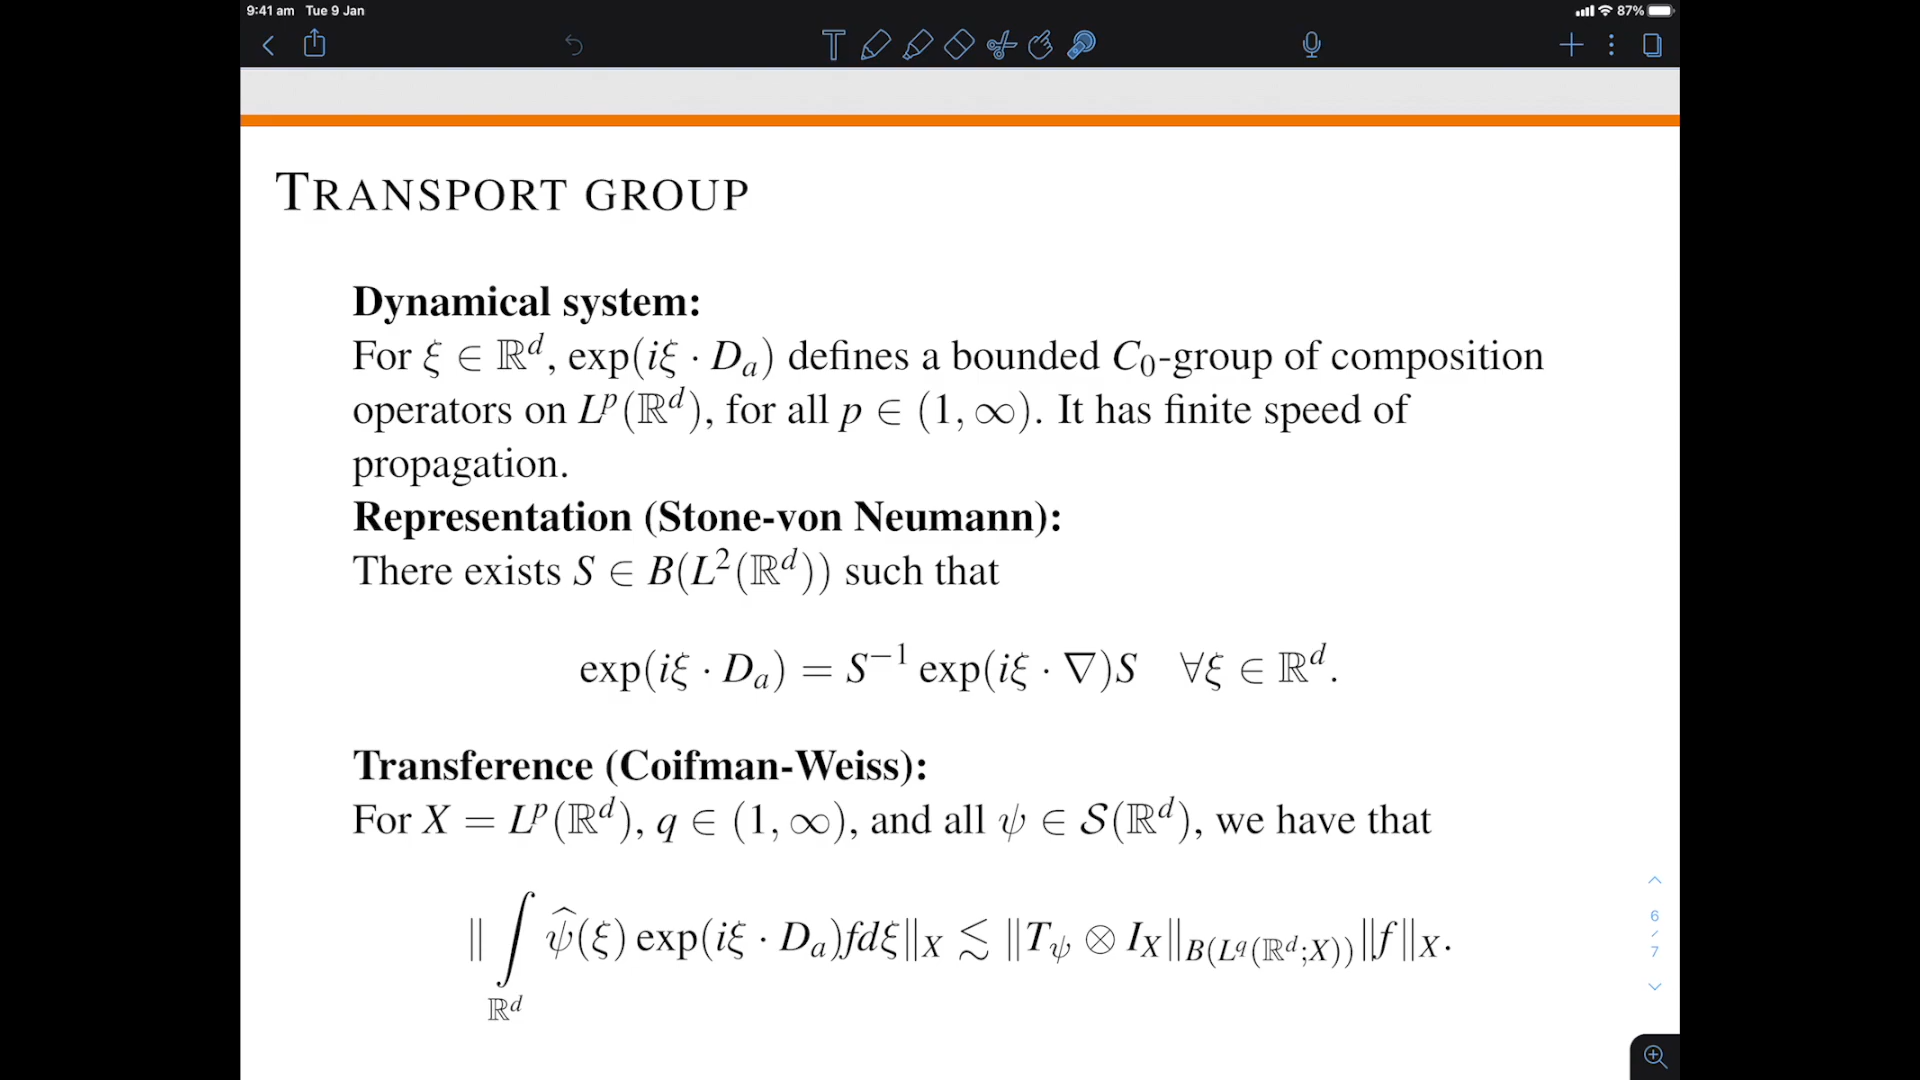 9:41 am Tue 9 Jan 87%
TRANSPORT GROUP
Dynamical system:
For ξ ∈ ℝ^d, exp(iξ · D_a) defines a bounded C_0-group of composition
operators on L^p(ℝ^d), for all p ∈ (1, ∞). It has finite speed of
propagation.
Representation (Stone-von Neumann):
There exists S ∈ B(L^2(ℝ^d)) such that
exp(iξ · D_a) = S^{-1} exp(iξ · ∇)S ∀ξ ∈ ℝ^d.
Transference (Coifman-Weiss):
For X = L^p(ℝ^d), q ∈ (1, ∞), and all ψ ∈ 𝒮(ℝ^d), we have that
‖ ∫_{ℝ^d} \widehat{ψ}(ξ) exp(iξ · D_a)fdξ‖_X ≲ ‖T_ψ ⊗ I_X‖_{B(L^q(ℝ^d;X))}‖f‖_X.
6
/
7